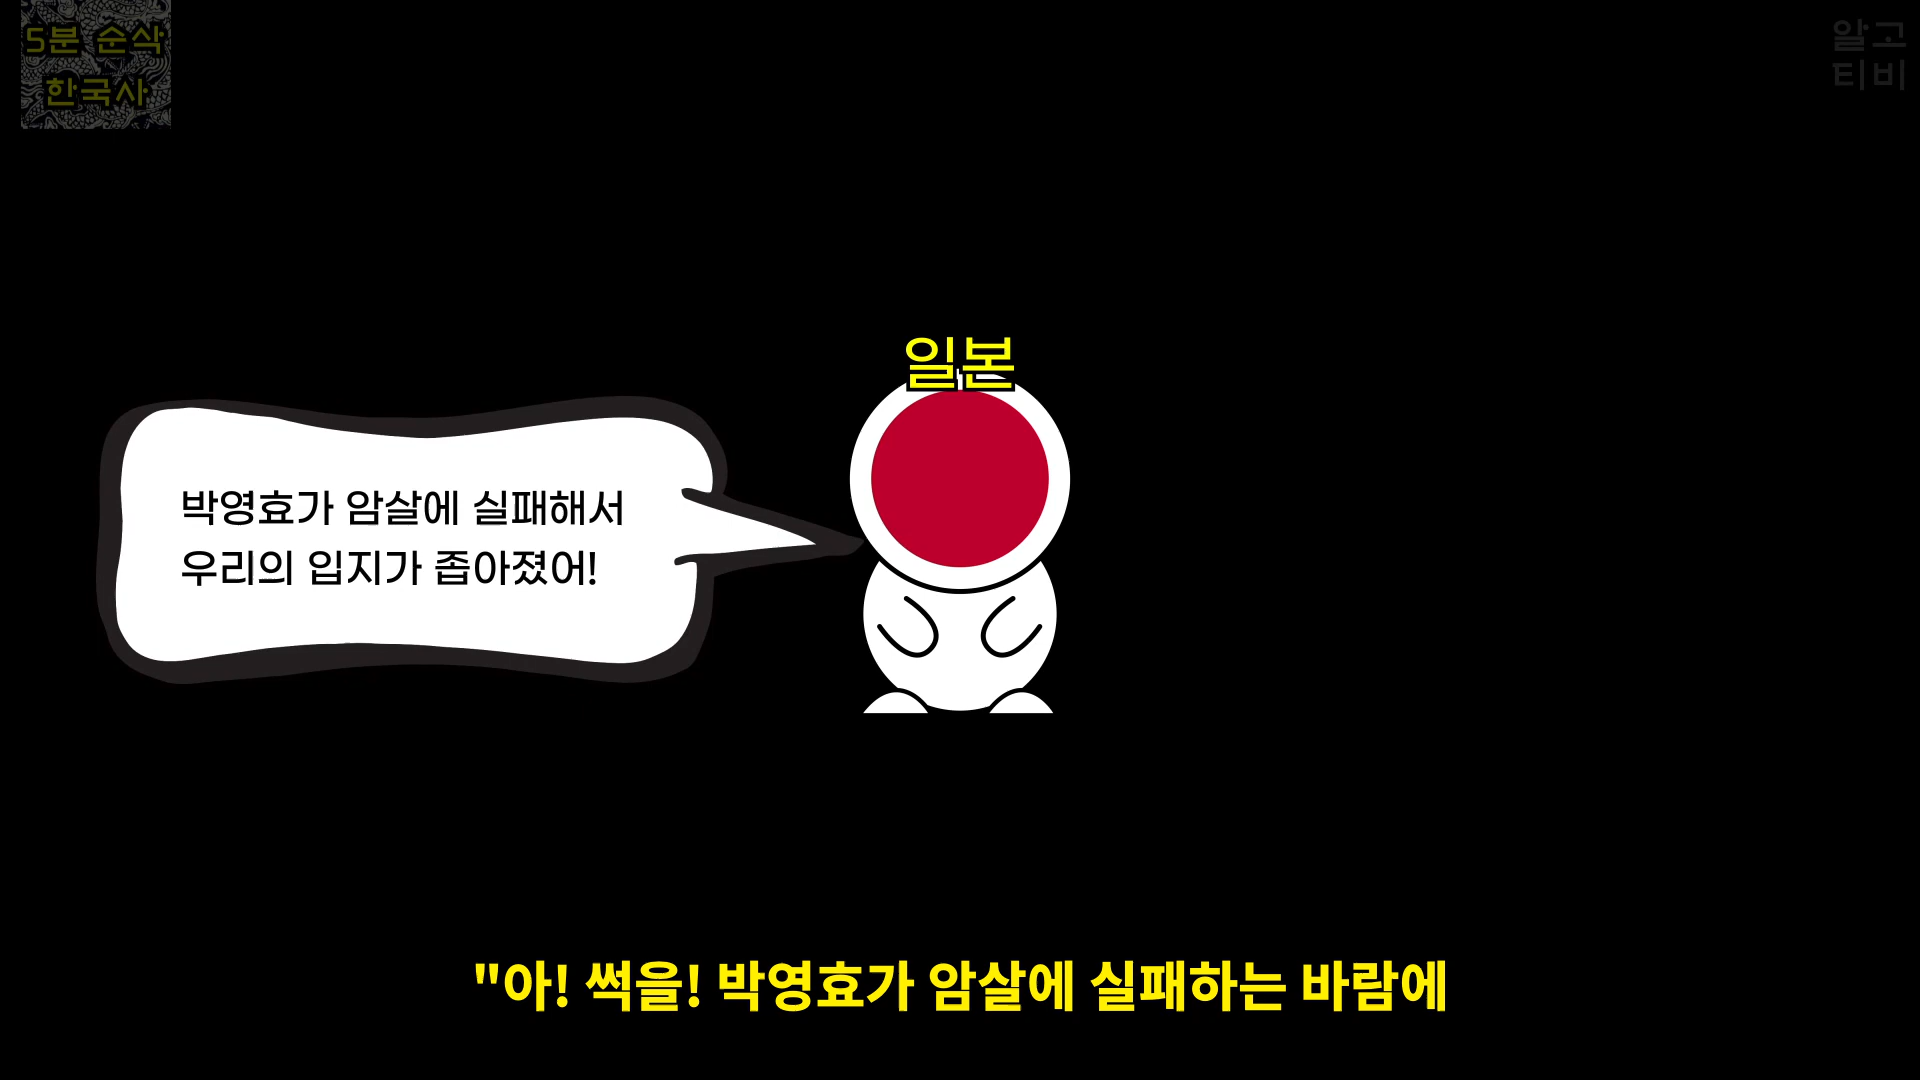 5분 순삭
한국사
알고
티비
일본
박영효가 암살에 실패해서
우리의 입지가 좁아졌어!
"아! 썩을! 박영효가 암살에 실패하는 바람에